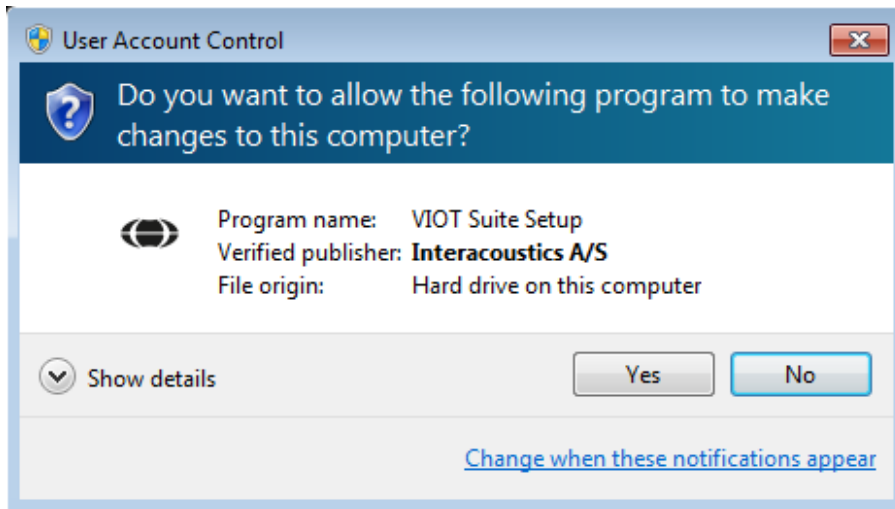 User Account Control
Do you want to allow the following program to make
changes to this computer?
Program name: VIOT Suite Setup
Verified publisher: Interacoustics A/S
File origin: Hard drive on this computer
Show details
Yes
No
Change when these notifications appear